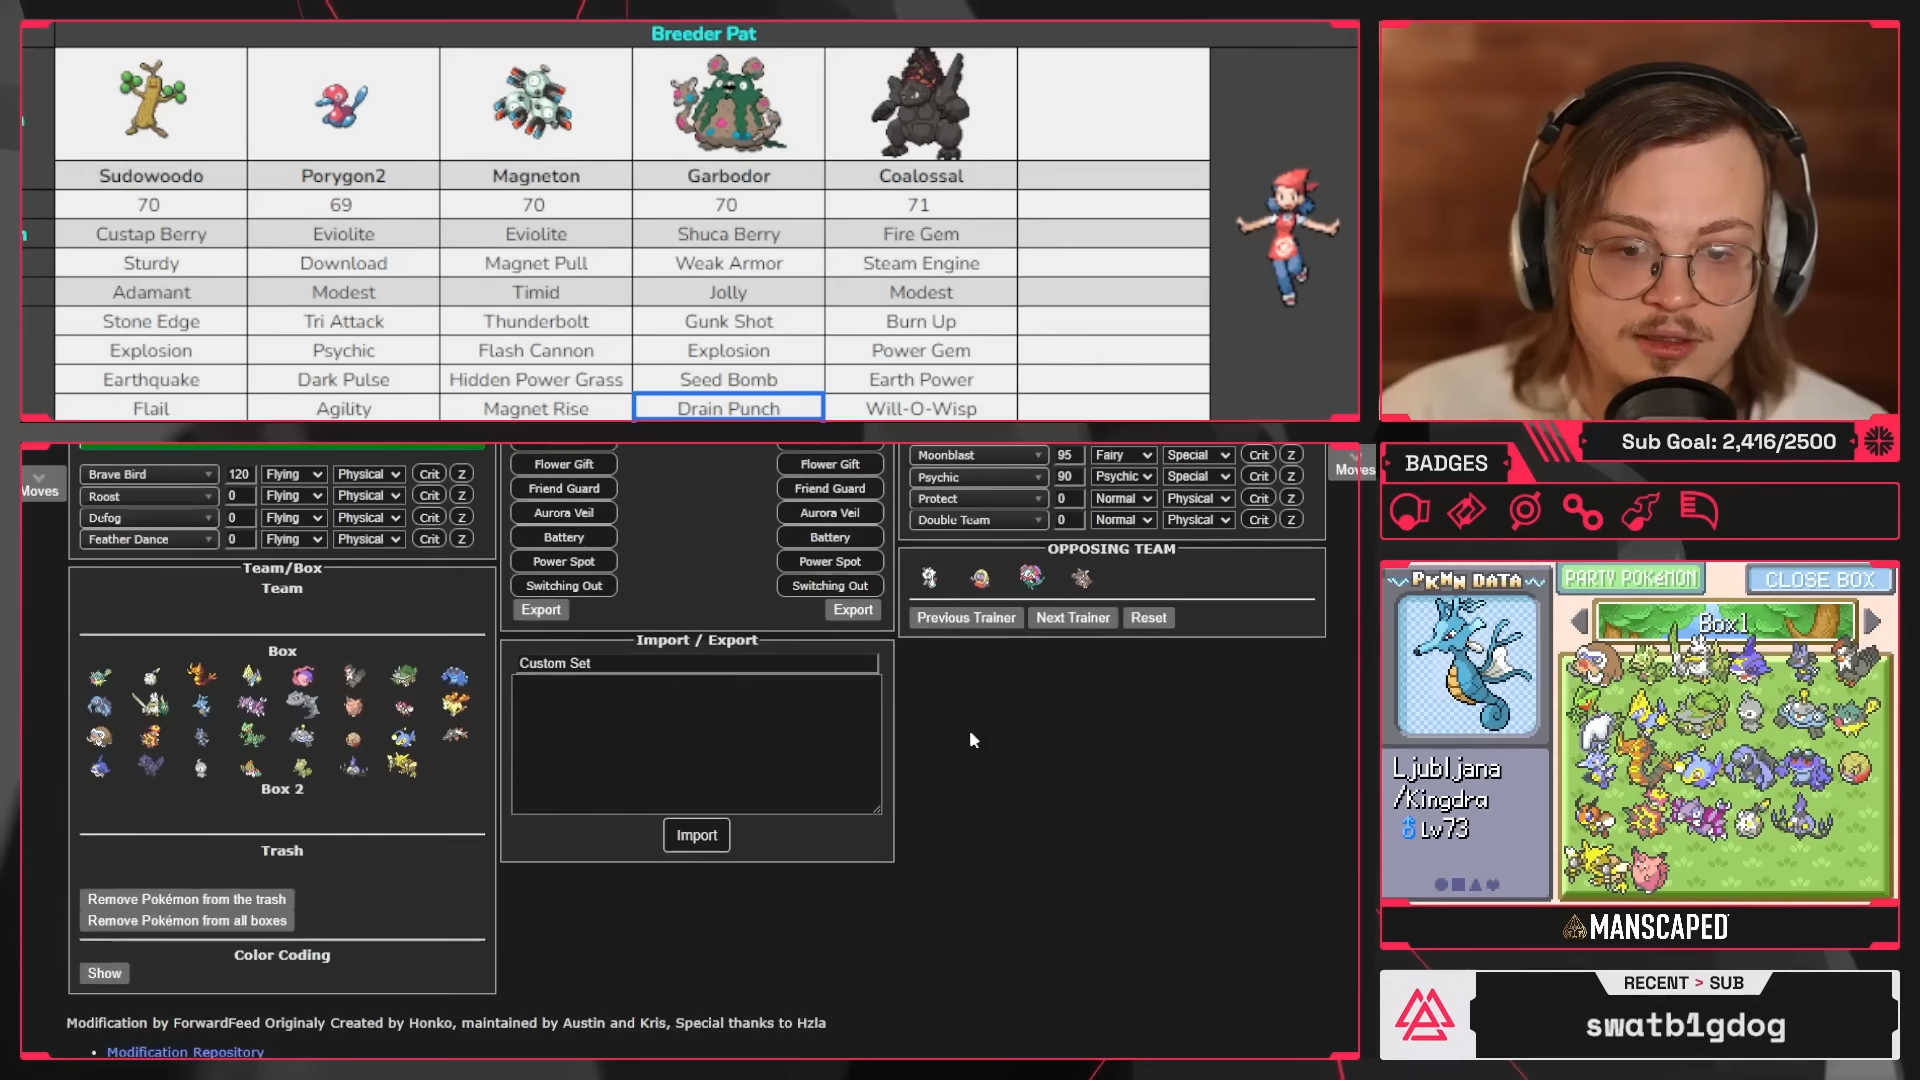 Breeder Pat
Sudowoodo Porygon2 Magneton Garbodor Coalossal
70 69 70 70 71
Custap Berry Eviolite Eviolite Shuca Berry Fire Gem
Sturdy Download Magnet Pull Weak Armor Steam Engine
Adamant Modest Timid Jolly Modest
Stone Edge Tri Attack Thunderbolt Gunk Shot Burn Up
Explosion Psychic Flash Cannon Explosion Power Gem
Earthquake Dark Pulse Hidden Power Grass Seed Bomb Earth Power
Flail Agility Magnet Rise Drain Punch Will-O-Wisp
Moves
Brave Bird 120 Flying Physical Crit Z
Roost 0 Flying Physical Crit Z
Defog 0 Flying Physical Crit Z
Feather Dance 0 Flying Physical Crit Z
Team/Box
Team
Box
Box 2
Trash
Remove Pokémon from the trash
Remove Pokémon from all boxes
Color Coding
Show
Flower Gift Flower Gift
Friend Guard Friend Guard
Aurora Veil Aurora Veil
Battery Battery
Power Spot Power Spot
Switching Out Switching Out
Export Export
Import / Export
Custom Set
Import
Moonblast 95 Fairy Special Crit Z
Psychic 90 Psychic Special Crit Z
Protect 0 Normal Physical Crit Z
Double Team 0 Normal Physical Crit Z
OPPOSING TEAM
Previous Trainer Next Trainer Reset
Moves
Modification by ForwardFeed Originaly Created by Honko, maintained by Austin and Kris, Special thanks to Hzla
• Modification Repository
Sub Goal: 2,416/2500
BADGES
PKMN DATA PARTY POKéMON CLOSE BOX
Box1
Ljubljana
/Kingdra
♂Lv73
MANSCAPED
RECENT > SUB
swatb1gdog